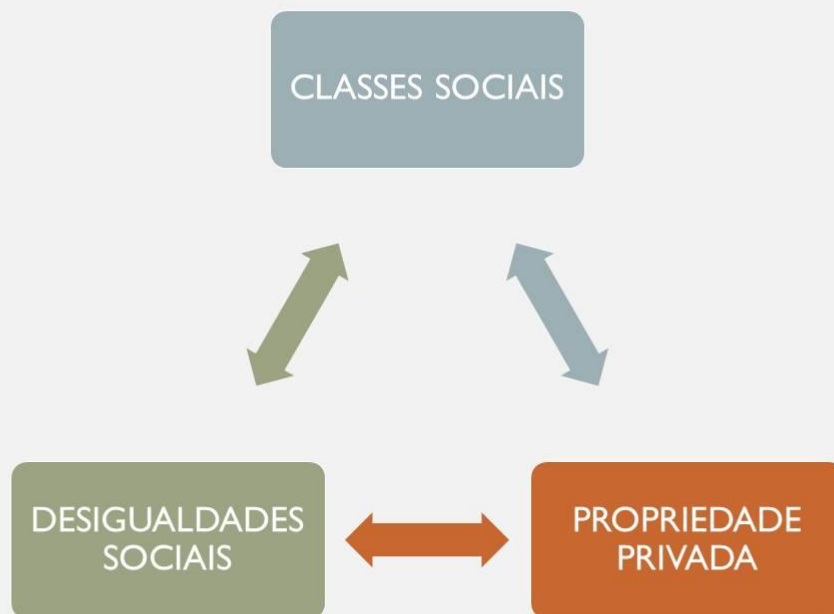 CLASSES SOCIAIS
DESIGUALDADES
SOCIAIS
PROPRIEDADE
PRIVADA